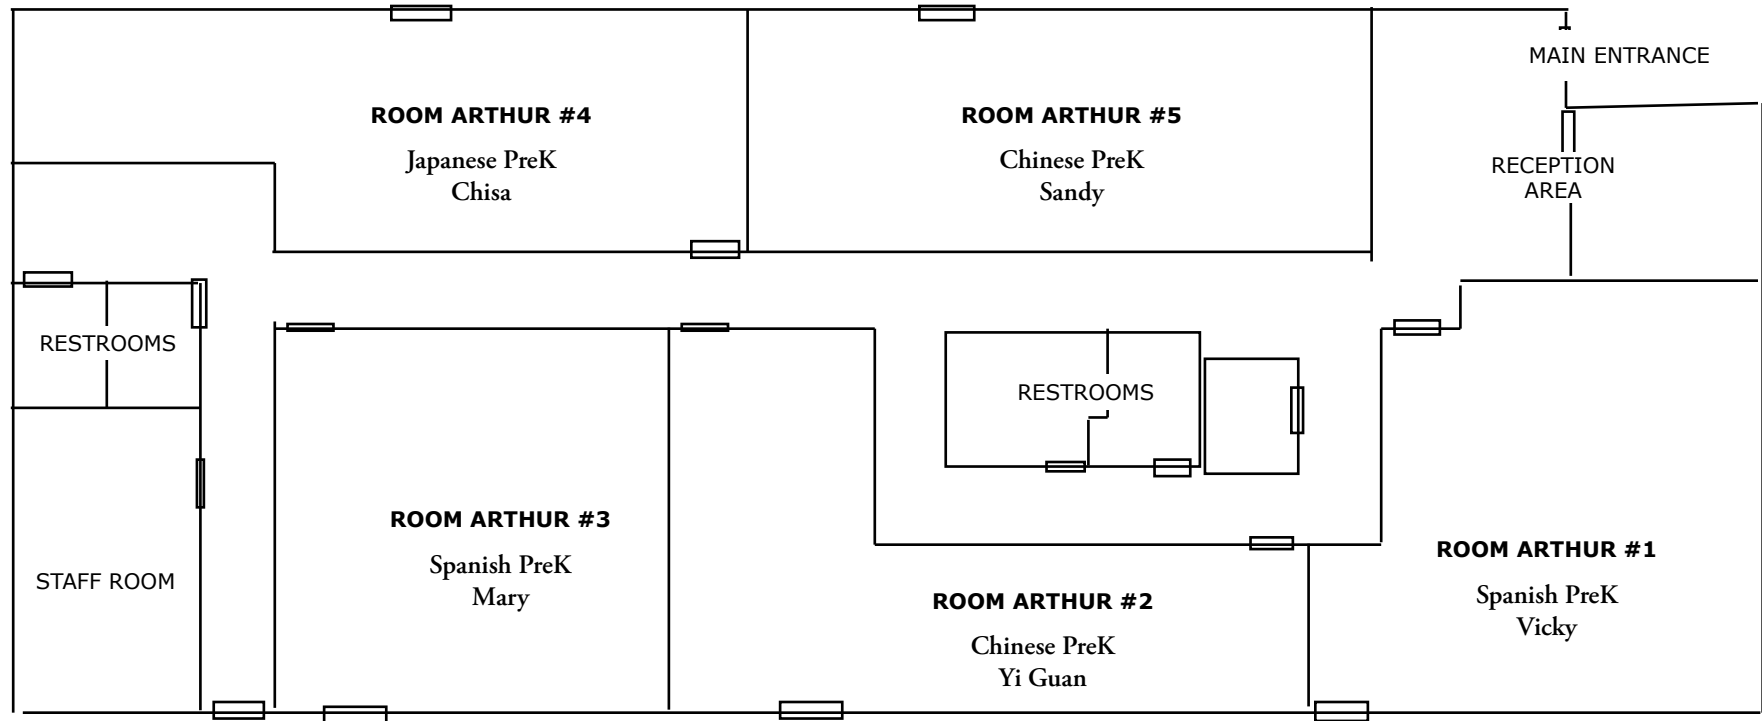 MAIN ENTRANCE
ROOM ARTHUR #4
Japanese PreK
Chisa
ROOM ARTHUR #5
Chinese PreK
Sandy
RECEPTION
AREA
RESTROOMS
RESTROOMS
ROOM ARTHUR #3
Spanish PreK
Mary
STAFF ROOM
ROOM ARTHUR #2
Chinese PreK
Yi Guan
ROOM ARTHUR #1
Spanish PreK
Vicky